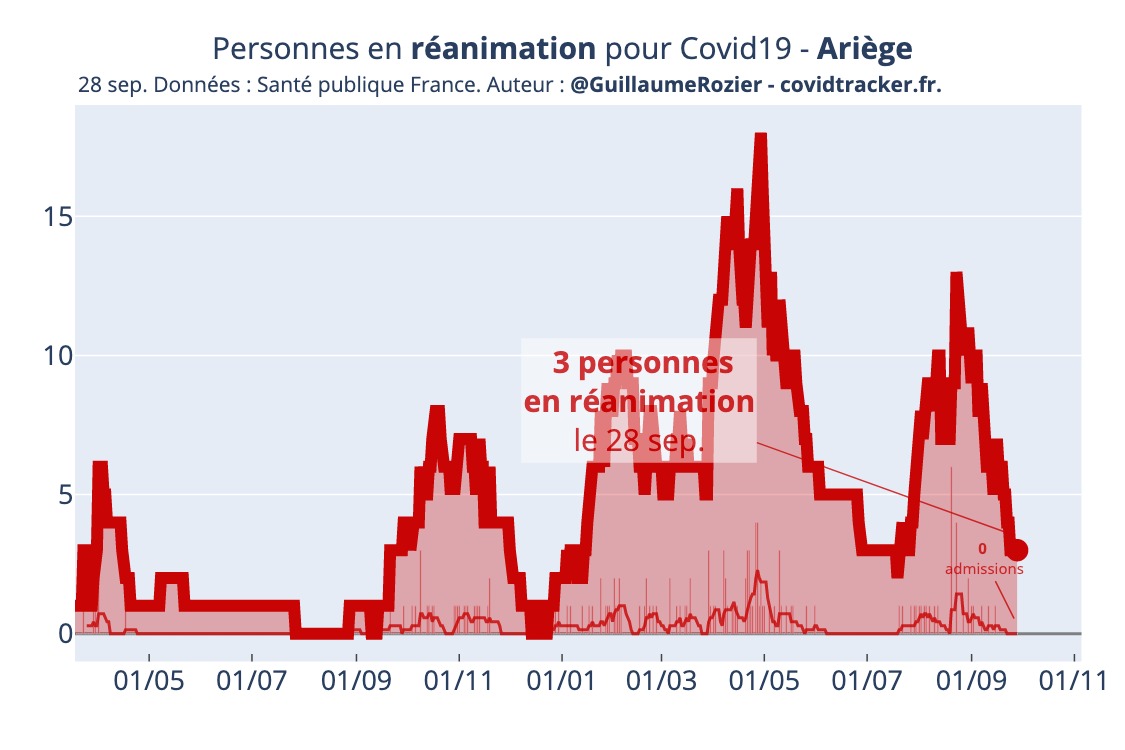 Personnes en réanimation pour Covid19 - Ariège
28 sep. Données : Santé publique France. Auteur : @GuillaumeRozier - covidtracker.fr.
15
10
5
0
3 personnes
en réanimation
le 28 sep.
0
admissions
01/05 01/07 01/09 01/11 01/01 01/03 01/05 01/07 01/09 01/11